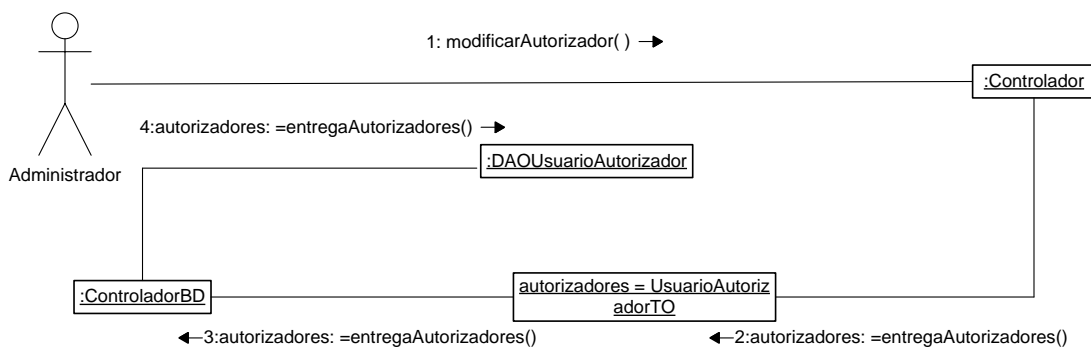 1: modificarAutorizador( )
:Controlador
4:autorizadores: =entregaAutorizadores()
:DAOUsuarioAutorizador
Administrador
:ControladorBD
autorizadores = UsuarioAutoriz
adorTO
3:autorizadores: =entregaAutorizadores()
2:autorizadores: =entregaAutorizadores()